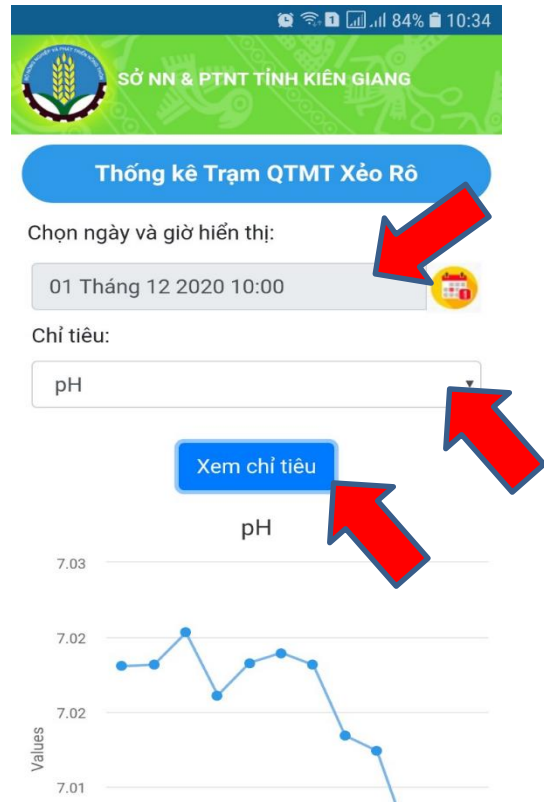 84% 10:34
SỞ NN & PTNT TỈNH KIÊN GIANG
Thống kê Trạm QTMT Xẻo Rô
Chọn ngày và giờ hiển thị:
01 Tháng 12 2020 10:00
Chỉ tiêu:
pH
Xem chỉ tiêu
pH
7.03
7.02
7.02
Values
7.01